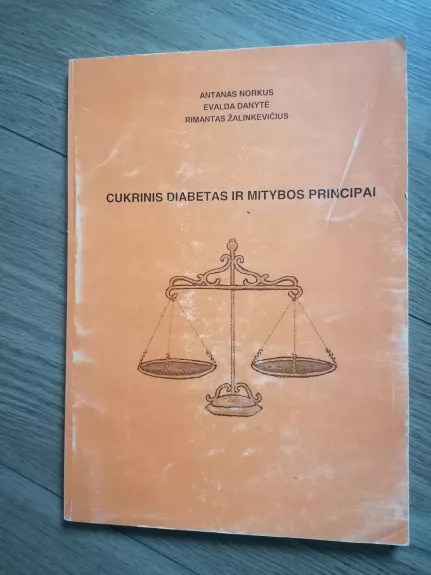 ANTANAS NORKUS
EVALDA DANYTĖ
RIMANTAS ŽALINKEVIČIUS
CUKRINIS DIABETAS IR MITYBOS PRINCIPAI